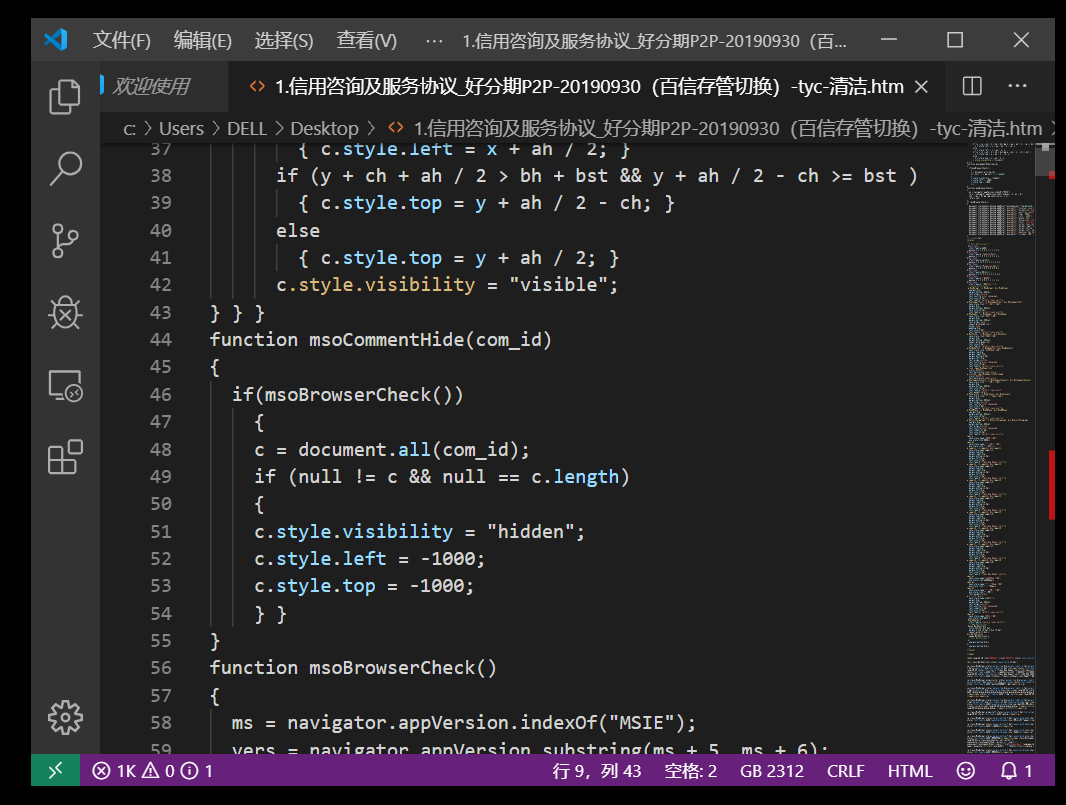 文件(F) 编辑(E) 选择(S) 查看(V) ··· 1.信用咨询及服务协议_好分期P2P-20190930（百...
欢迎使用 <> 1.信用咨询及服务协议_好分期P2P-20190930（百信存管切换）-tyc-清洁.htm
c: > Users > DELL > Desktop > <> 1.信用咨询及服务协议_好分期P2P-20190930（百信存管切换）-tyc-清洁.htm
37 { c.style.left = x + ah / 2; }
38 if (y + ch + ah / 2 > bh + bst && y + ah / 2 - ch >= bst )
39 { c.style.top = y + ah / 2 - ch; }
40 else
41 { c.style.top = y + ah / 2; }
42 c.style.visibility = "visible";
43 } } }
44 function msoCommentHide(com_id)
45 {
46 if(msoBrowserCheck())
47 {
48 c = document.all(com_id);
49 if (null != c && null == c.length)
50 {
51 c.style.visibility = "hidden";
52 c.style.left = -1000;
53 c.style.top = -1000;
54 } }
55 }
56 function msoBrowserCheck()
57 {
58 ms = navigator.appVersion.indexOf("MSIE");
59 vers = navigator.appVersion.substring(ms + 5, ms + 6);
1K 0 1 行 9，列 43 空格: 2 GB 2312 CRLF HTML 1